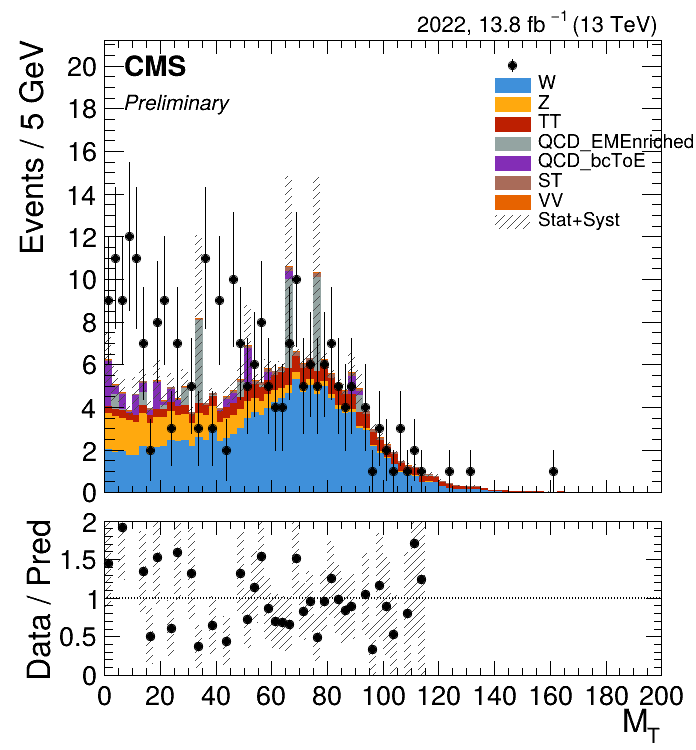 2022, 13.8 fb⁻¹ (13 TeV)
Events / 5 GeV
20
18
16
14
12
10
8
6
4
2
0
CMS
Preliminary
W
Z
TT
QCD_EMEnriched
QCD_bcToE
ST
VV
Stat+Syst
Data / Pred
2
1.5
1
0.5
0
0 20 40 60 80 100 120 140 160 180 200
M_T